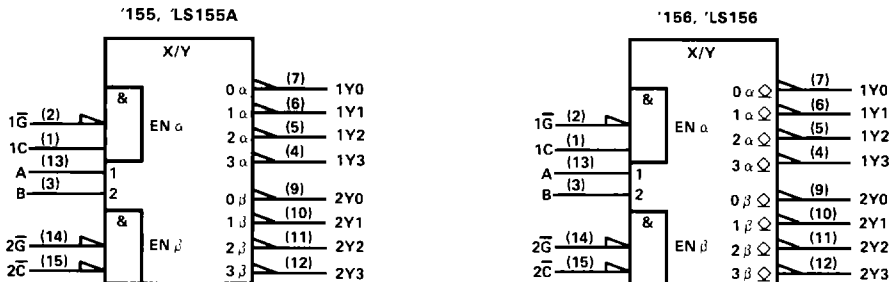 '155, 'LS155A
X/Y
&
1G̅ (2)
1C (1)
A (13) 1
B (3) 2
EN α
0 α (7) 1Y0
1 α (6) 1Y1
2 α (5) 1Y2
3 α (4) 1Y3
&
2G̅ (14)
2C̅ (15)
EN β
0 β (9) 2Y0
1 β (10) 2Y1
2 β (11) 2Y2
3 β (12) 2Y3
'156, 'LS156
X/Y
&
1G̅ (2)
1C (1)
A (13) 1
B (3) 2
EN α
0 α ◇ (7) 1Y0
1 α ◇ (6) 1Y1
2 α ◇ (5) 1Y2
3 α ◇ (4) 1Y3
&
2G̅ (14)
2C̅ (15)
EN β
0 β ◇ (9) 2Y0
1 β ◇ (10) 2Y1
2 β ◇ (11) 2Y2
3 β ◇ (12) 2Y3